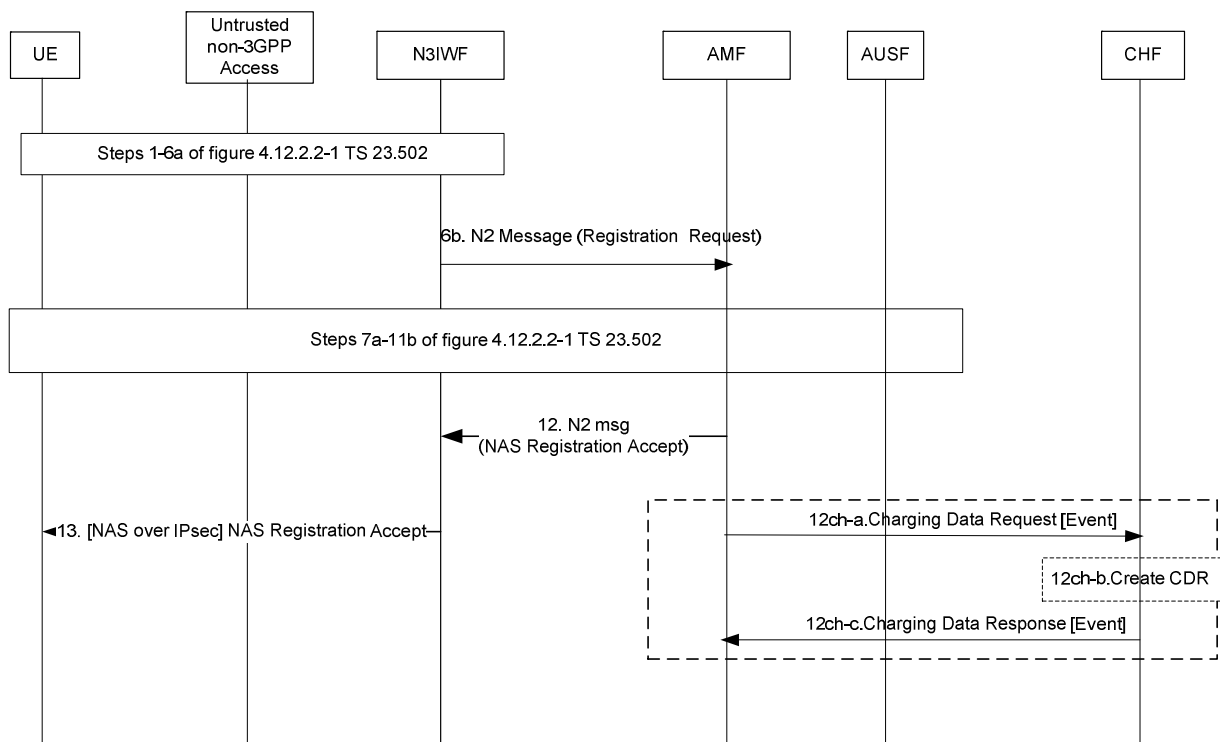 UE
Untrusted
non-3GPP
Access
N3IWF
AMF
AUSF
CHF
Steps 1-6a of figure 4.12.2.2-1 TS 23.502
6b. N2 Message (Registration Request)
Steps 7a-11b of figure 4.12.2.2-1 TS 23.502
12. N2 msg
(NAS Registration Accept)
12ch-a.Charging Data Request [Event]
13. [NAS over IPsec] NAS Registration Accept
12ch-b.Create CDR
12ch-c.Charging Data Response [Event]